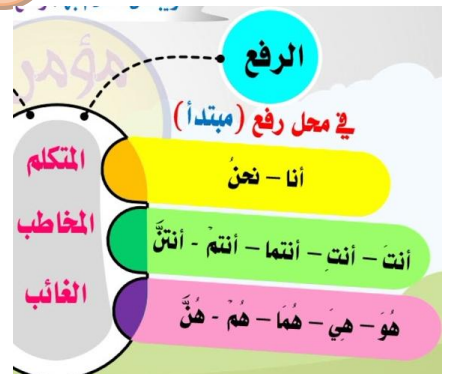 الرفع
في محل رفع (مبتدأ)
المتكلم
أنا – نحنُ
المخاطب
أنتَ – أنتِ – أنتما – أنتمْ - أنتنَّ
الغائب
هُوَ – هِيَ – هُمَا – هُمْ - هُنَّ